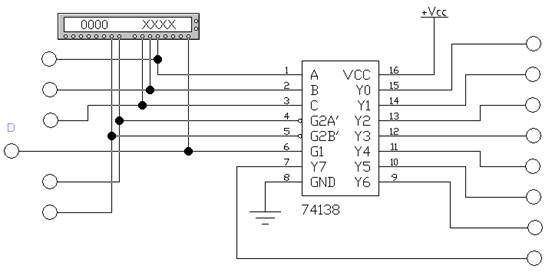 +Vcc
0000 XXXX
1 A VCC 16
2 B Y0 15
3 C Y1 14
4 G2A' Y2 13
D
5 G2B' Y3 12
6 G1 Y4 11
7 Y7 Y5 10
8 GND Y6 9
74138